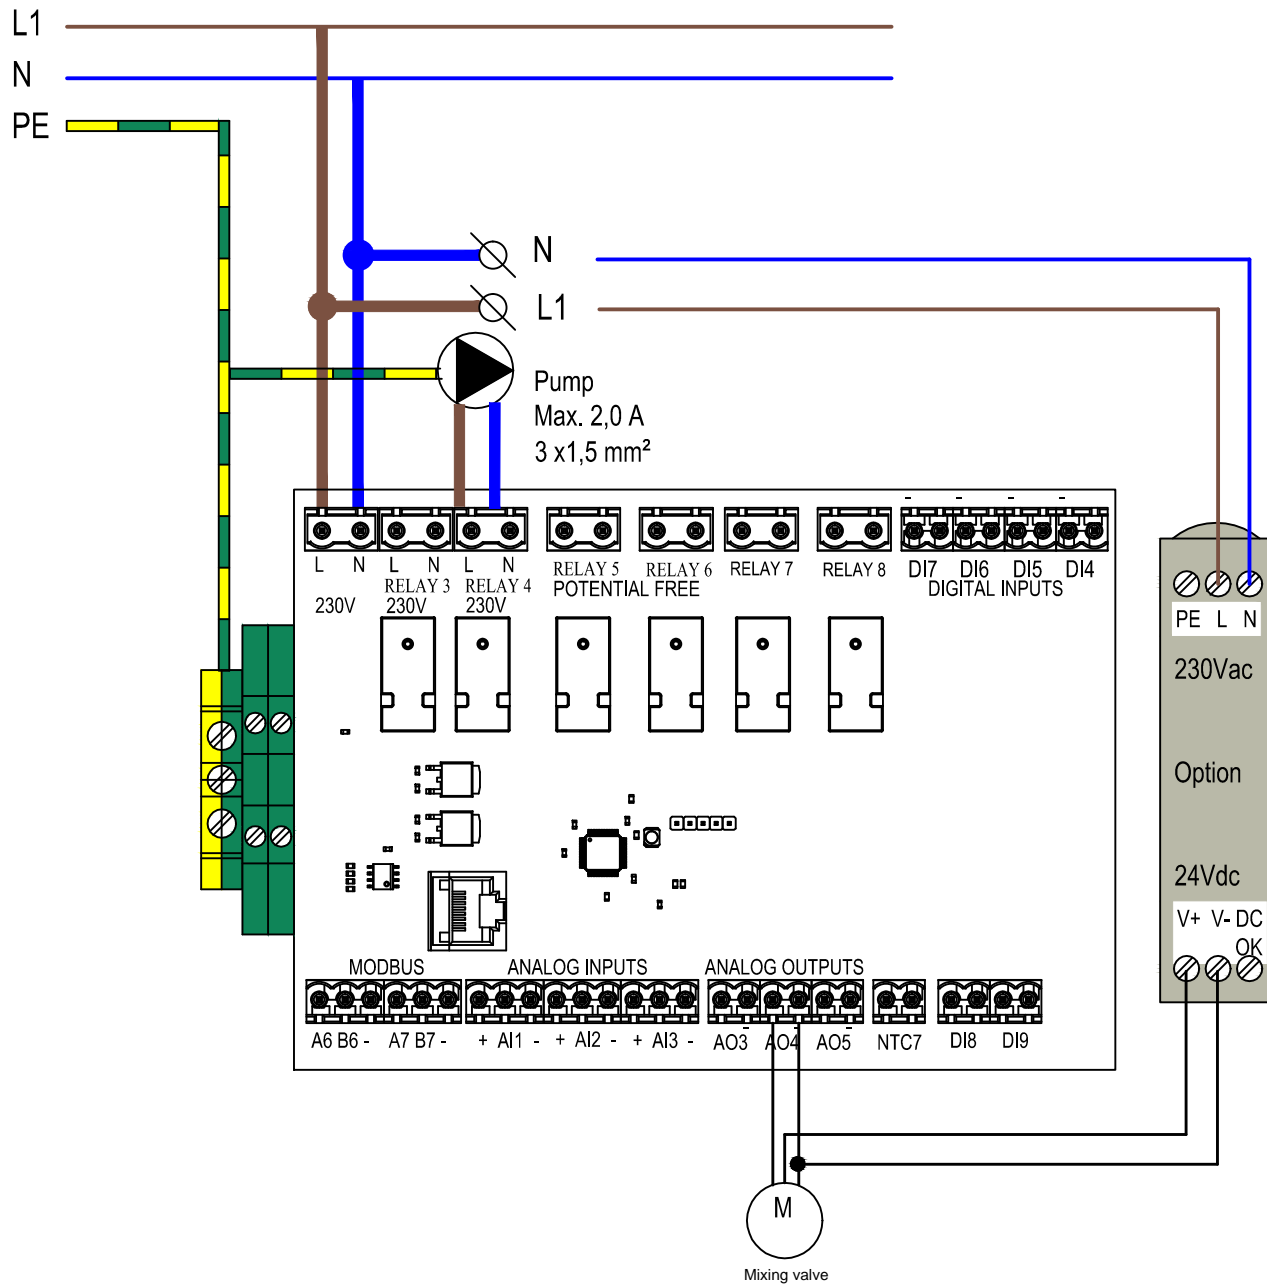 L1
N
PE
N
L1
Pump
Max. 2,0 A
3 x1,5 mm²
L N L N L N
RELAY 3 RELAY 4 RELAY 5 RELAY 6 RELAY 7 RELAY 8
230V 230V 230V
POTENTIAL FREE
- - - -
DI7 DI6 DI5 DI4
DIGITAL INPUTS
PE L N
230Vac
Option
24Vdc
V+ V- DC
OK
MODBUS ANALOG INPUTS ANALOG OUTPUTS
A6 B6 - A7 B7 - + AI1 - + AI2 - + AI3 - AO3 - AO4 - AO5 - NTC7 DI8 DI9
M
Mixing valve